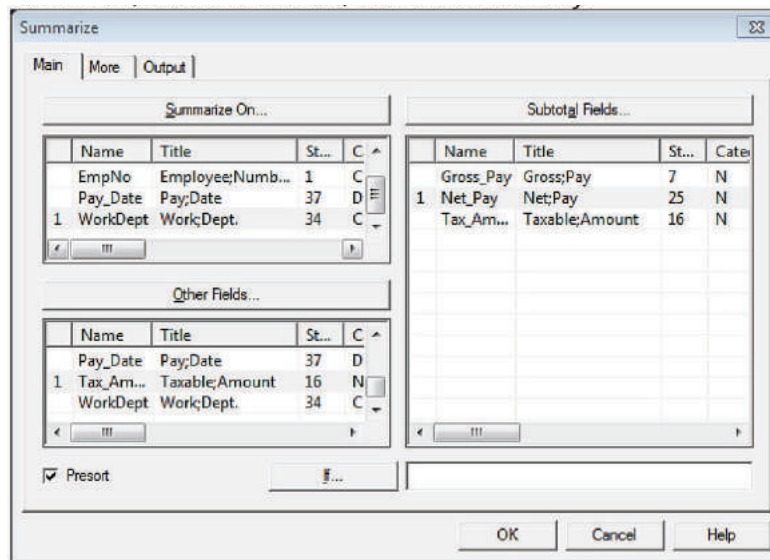 Summarize
Main More Output
Summarize On...
Name Title St... C
EmpNo Employee;Numb... 1 C
Pay_Date Pay;Date 37 D
1 WorkDept Work;Dept. 34 C
Other Fields...
Name Title St... C
Pay_Date Pay;Date 37 D
1 Tax_Am... Taxable;Amount 16 N
WorkDept Work;Dept. 34 C
Subtotal Fields...
Name Title St... Cate
Gross_Pay Gross;Pay 7 N
1 Net_Pay Net;Pay 25 N
Tax_Am... Taxable;Amount 16 N
Presort
If...
OK Cancel Help